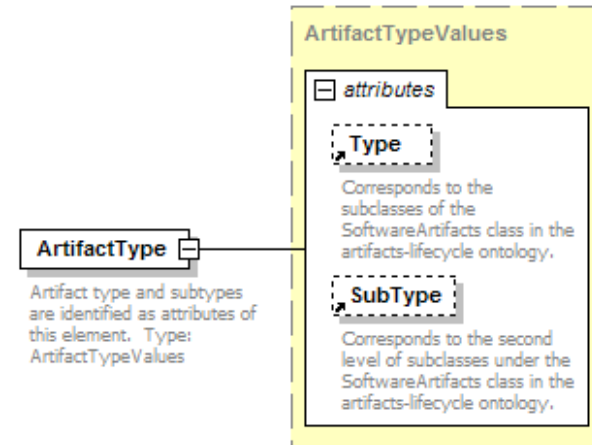 ArtifactTypeValues
attributes
Type
Corresponds to the
subclasses of the
SoftwareArtifacts class in the
artifacts-lifecycle ontology.
ArtifactType
Artifact type and subtypes
are identified as attributes of
this element.  Type:
ArtifactTypeValues
SubType
Corresponds to the second
level of subclasses under the
SoftwareArtifacts class in the
artifacts-lifecycle ontology.